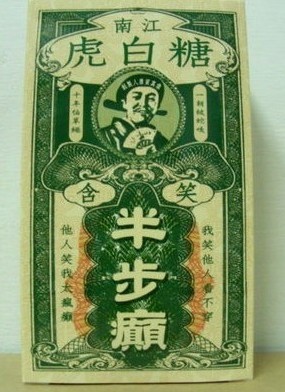 江南
糖白虎
一朝被蛇咬
十年怕草繩
含笑
半步癲
我笑他人看不穿
他人笑我太瘋癲